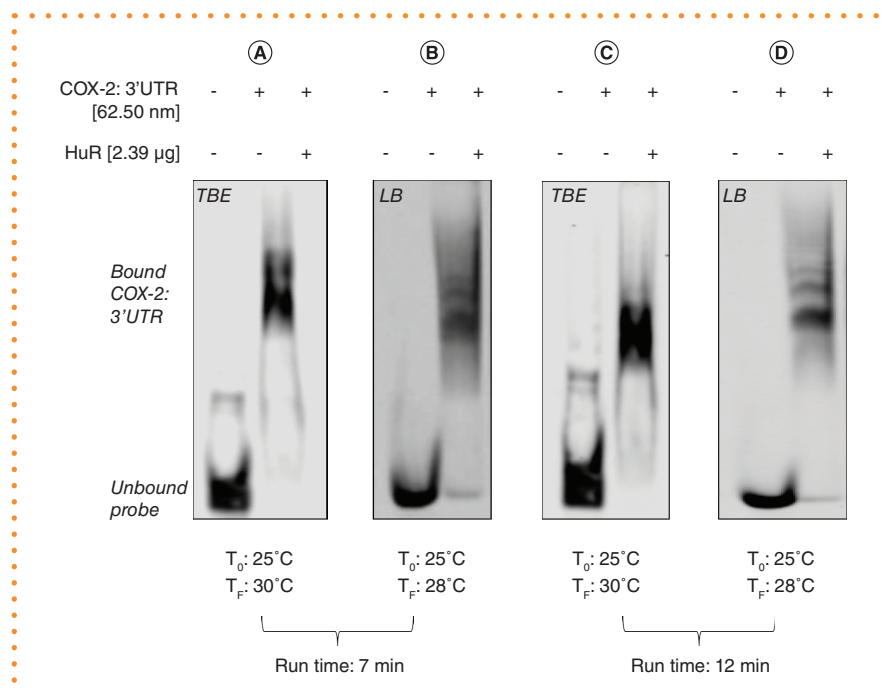 A B C D
COX-2: 3’UTR - + + - + + - + + - + +
[62.50 nm]
HuR [2.39 µg] - - + - - + - - + - - +
TBE LB TBE LB
Bound
COX-2:
3’UTR
Unbound
probe
T0: 25˚C T0: 25˚C T0: 25˚C T0: 25˚C
TF: 30˚C TF: 28˚C TF: 30˚C TF: 28˚C
Run time: 7 min Run time: 12 min